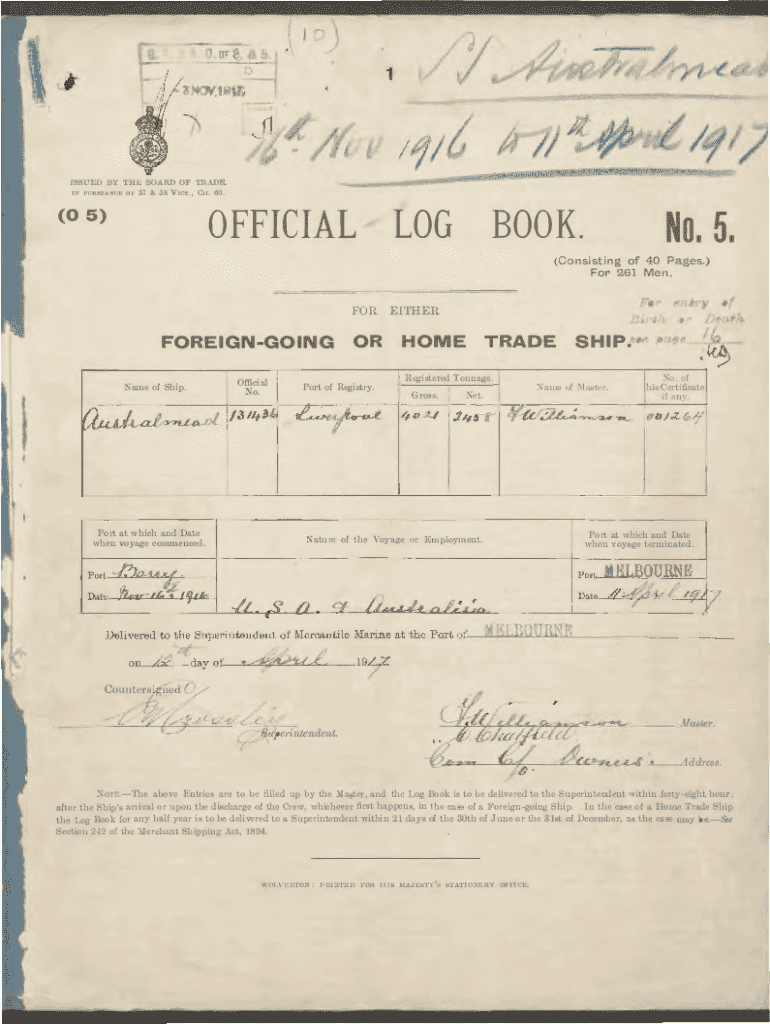 (10)
3 NOV. 1917
1
SS Australmead
16th Nov 1916 to 11th April 1917
ISSUED BY THE BOARD OF TRADE.
IN PURSUANCE OF 57 & 58 VICT., CH. 60.
(O 5)
OFFICIAL LOG BOOK.
No. 5.
(Consisting of 40 Pages.)
For 261 Men.
FOR EITHER
For entry of
Birth or Death
see page 16
FOREIGN-GOING OR HOME TRADE SHIP.
Name of Ship.
Official No.
Port of Registry.
Registered Tonnage.
Gross.
Net.
Name of Master.
No. of his Certificate if any.
Australmead 131436 Liverpool 4021 2458 H Williamson 001264
Port at which and Date when voyage commenced.
Nature of the Voyage or Employment.
Port at which and Date when voyage terminated.
Port Barry
Date Nov 16th 1916
U.S.A. & Australia
Port MELBOURNE
Date 11 April 1917
Delivered to the Superintendent of Mercantile Marine at the Port of MELBOURNE
on 12th day of April 1917
Countersigned
Superintendent.
H Williamson Master.
C Chatfield
Com C/o Owners. Address.
NOTE.—The above Entries are to be filled up by the Master, and the Log Book is to be delivered to the Superintendent within forty-eight hour
after the Ship's arrival or upon the discharge of the Crew, whichever first happens, in the case of a Foreign-going Ship. In the case of a Home Trade Ship
the Log Book for any half year is to be delivered to a Superintendent within 21 days of the 30th of June or the 31st of December, as the case may be.—See
Section 242 of the Merchant Shipping Act, 1894.
WOLVERTON: PRINTED FOR HIS MAJESTY'S STATIONERY OFFICE.